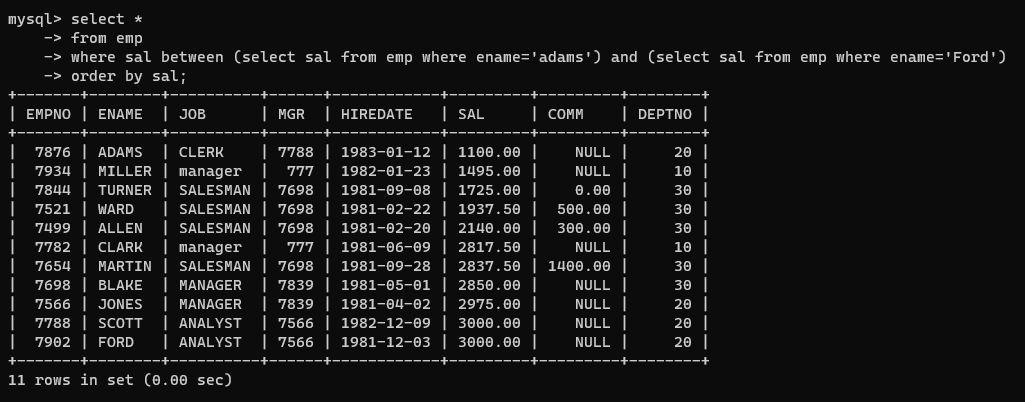 mysql> select *
    -> from emp
    -> where sal between (select sal from emp where ename='adams') and (select sal from emp where ename='Ford')
    -> order by sal;
+-------+--------+----------+------+------------+---------+---------+--------+
| EMPNO | ENAME  | JOB      | MGR  | HIREDATE   | SAL     | COMM    | DEPTNO |
+-------+--------+----------+------+------------+---------+---------+--------+
|  7876 | ADAMS  | CLERK    | 7788 | 1983-01-12 | 1100.00 |    NULL |     20 |
|  7934 | MILLER | manager  |  777 | 1982-01-23 | 1495.00 |    NULL |     10 |
|  7844 | TURNER | SALESMAN | 7698 | 1981-09-08 | 1725.00 |    0.00 |     30 |
|  7521 | WARD   | SALESMAN | 7698 | 1981-02-22 | 1937.50 |  500.00 |     30 |
|  7499 | ALLEN  | SALESMAN | 7698 | 1981-02-20 | 2140.00 |  300.00 |     30 |
|  7782 | CLARK  | manager  |  777 | 1981-06-09 | 2817.50 |    NULL |     10 |
|  7654 | MARTIN | SALESMAN | 7698 | 1981-09-28 | 2837.50 | 1400.00 |     30 |
|  7698 | BLAKE  | MANAGER  | 7839 | 1981-05-01 | 2850.00 |    NULL |     30 |
|  7566 | JONES  | MANAGER  | 7839 | 1981-04-02 | 2975.00 |    NULL |     20 |
|  7788 | SCOTT  | ANALYST  | 7566 | 1982-12-09 | 3000.00 |    NULL |     20 |
|  7902 | FORD   | ANALYST  | 7566 | 1981-12-03 | 3000.00 |    NULL |     20 |
+-------+--------+----------+------+------------+---------+---------+--------+
11 rows in set (0.00 sec)